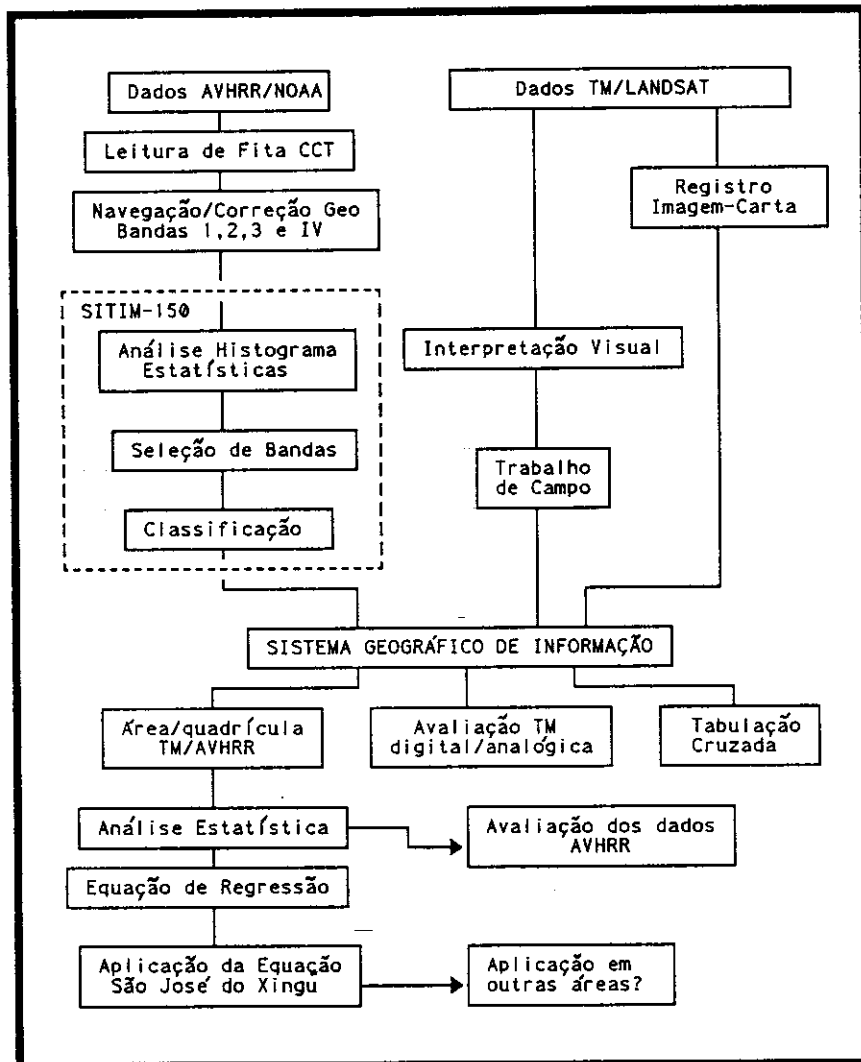 Dados AVHRR/NOAA
Dados TM/LANDSAT
Leitura de Fita CCT
Registro
Imagem-Carta
Navegação/Correção Geo
Bandas 1,2,3 e IV
SITIM-150
Análise Histograma
Estatísticas
Interpretação Visual
Seleção de Bandas
Trabalho
de Campo
Classificação
SISTEMA GEOGRÁFICO DE INFORMAÇÃO
Área/quadrícula
TM/AVHRR
Avaliação TM
digital/analógica
Tabulação
Cruzada
Análise Estatística
Avaliação dos dados
AVHRR
Equação de Regressão
Aplicação da Equação
São José do Xingu
Aplicação em
outras áreas?